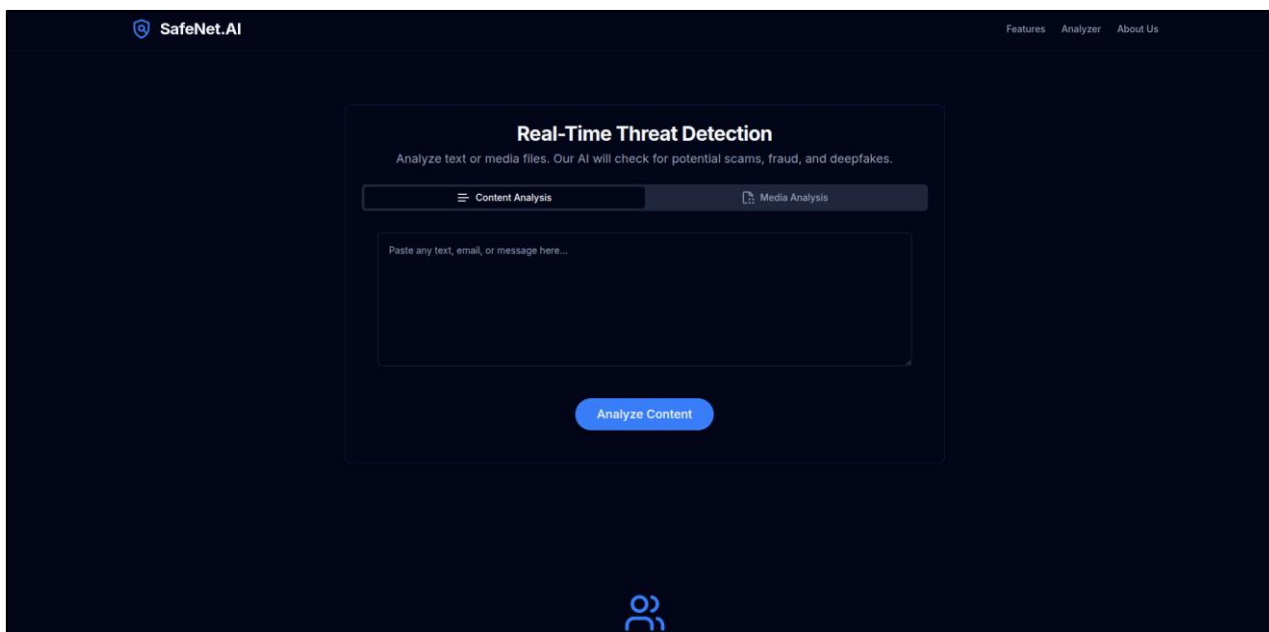 SafeNet.AI
Features Analyzer About Us
Real-Time Threat Detection
Analyze text or media files. Our AI will check for potential scams, fraud, and deepfakes.
Content Analysis
Media Analysis
Paste any text, email, or message here...
Analyze Content